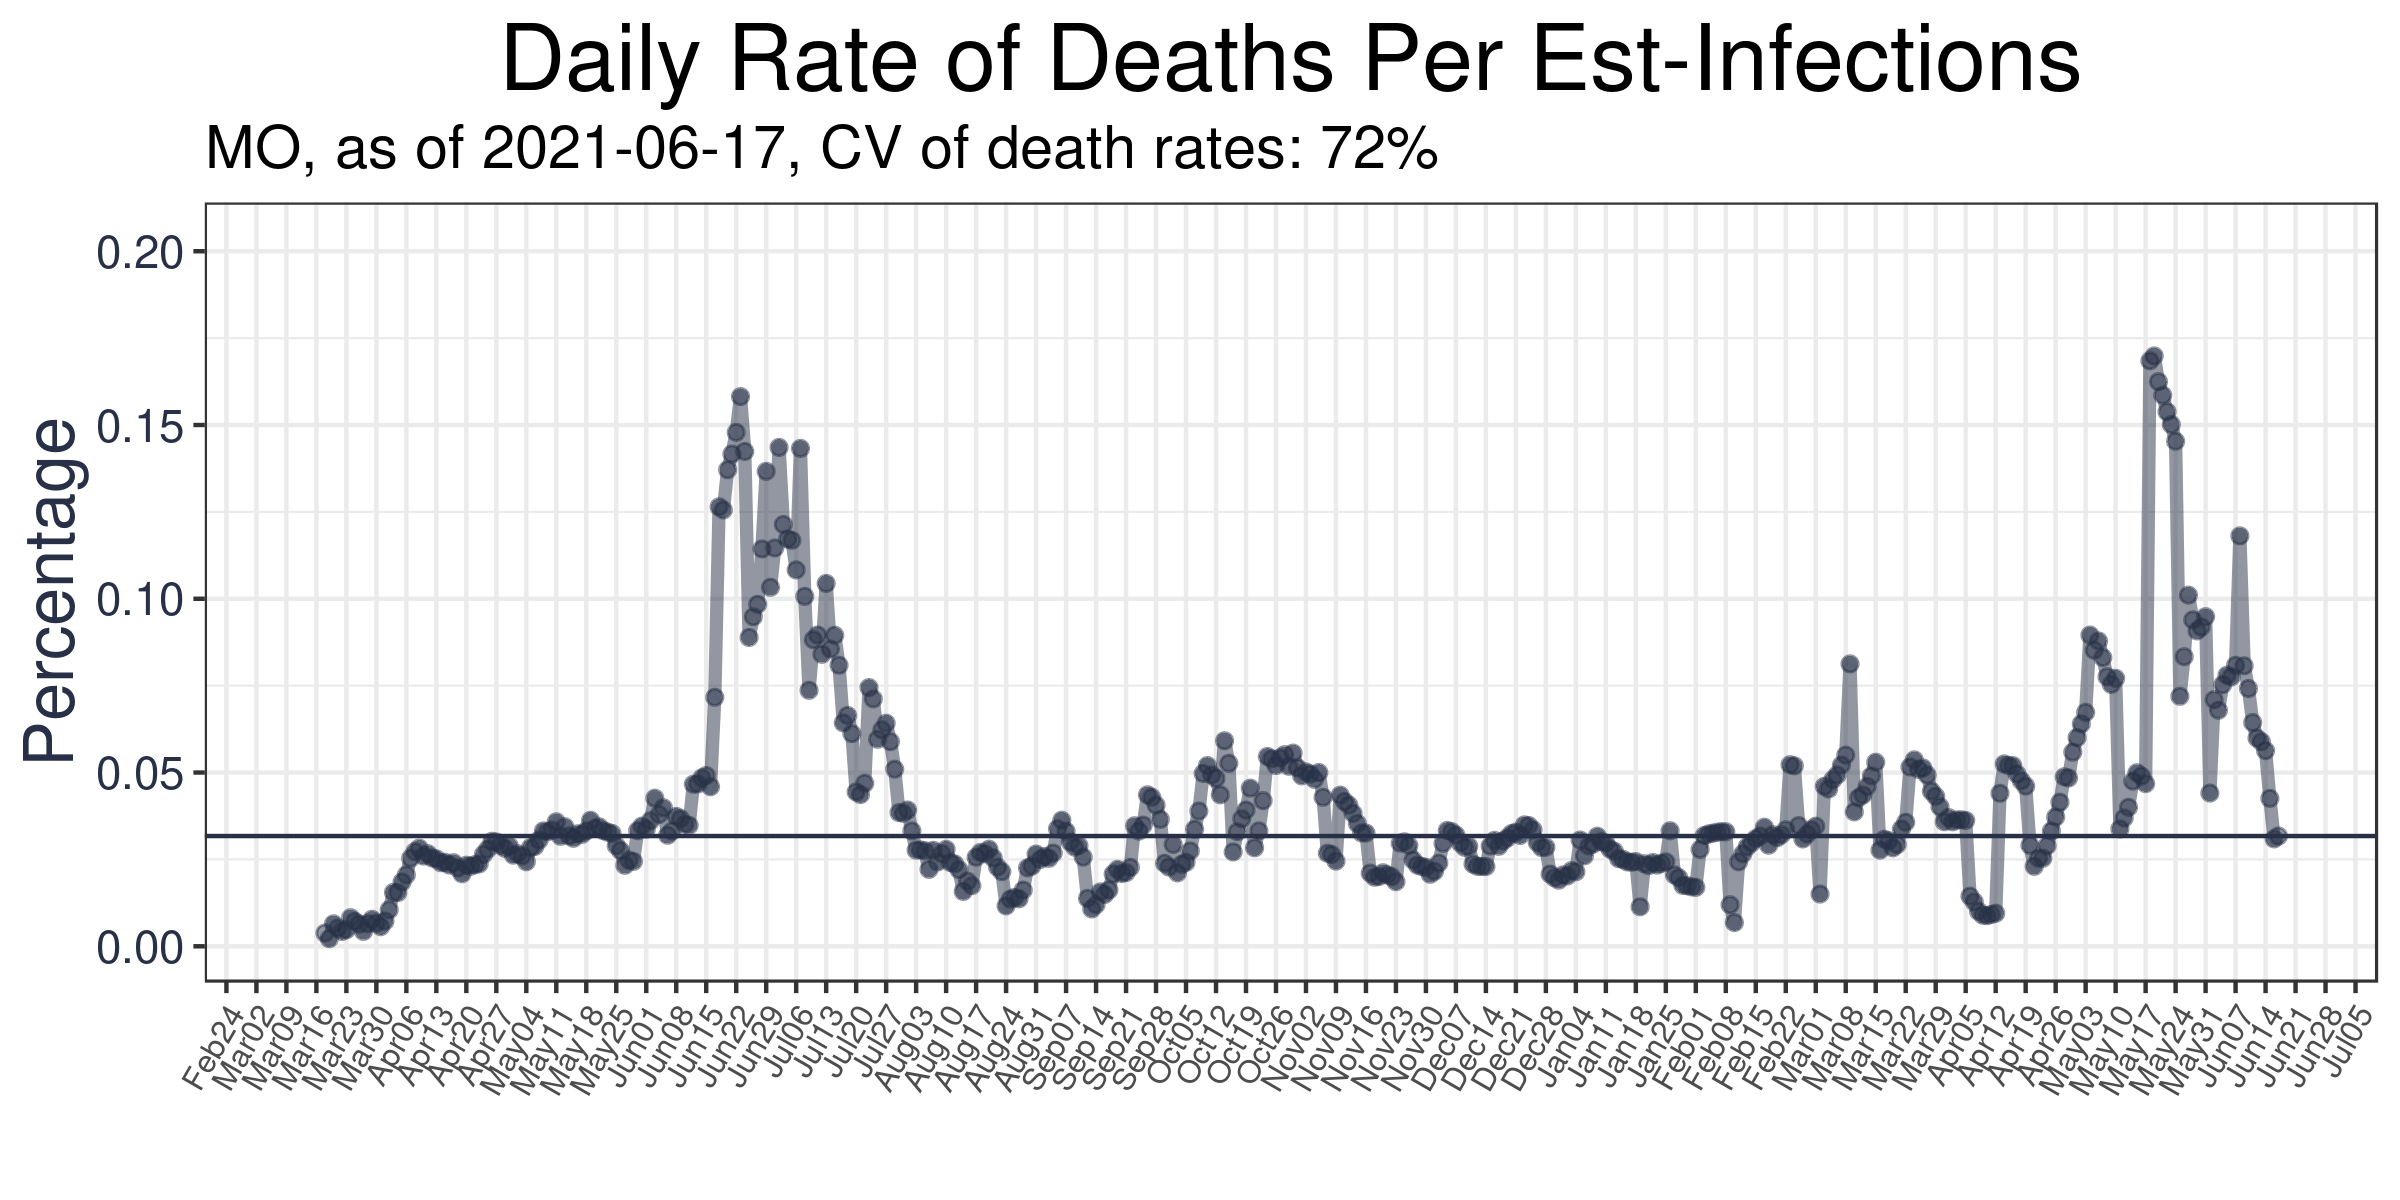 Daily Rate of Deaths Per Est-Infections
MO, as of 2021-06-17, CV of death rates: 72%
Percentage
0.20
0.15
0.10
0.05
0.00
Feb24
Mar02
Mar09
Mar16
Mar23
Mar30
Apr06
Apr13
Apr20
Apr27
May04
May11
May18
May25
Jun01
Jun08
Jun15
Jun22
Jun29
Jul06
Jul13
Jul20
Jul27
Aug03
Aug10
Aug17
Aug24
Aug31
Sep07
Sep14
Sep21
Sep28
Oct05
Oct12
Oct19
Oct26
Nov02
Nov09
Nov16
Nov23
Nov30
Dec07
Dec14
Dec21
Dec28
Jan04
Jan11
Jan18
Jan25
Feb01
Feb08
Feb15
Feb22
Mar01
Mar08
Mar15
Mar22
Mar29
Apr05
Apr12
Apr19
Apr26
May03
May10
May17
May24
May31
Jun07
Jun14
Jun21
Jun28
Jul05